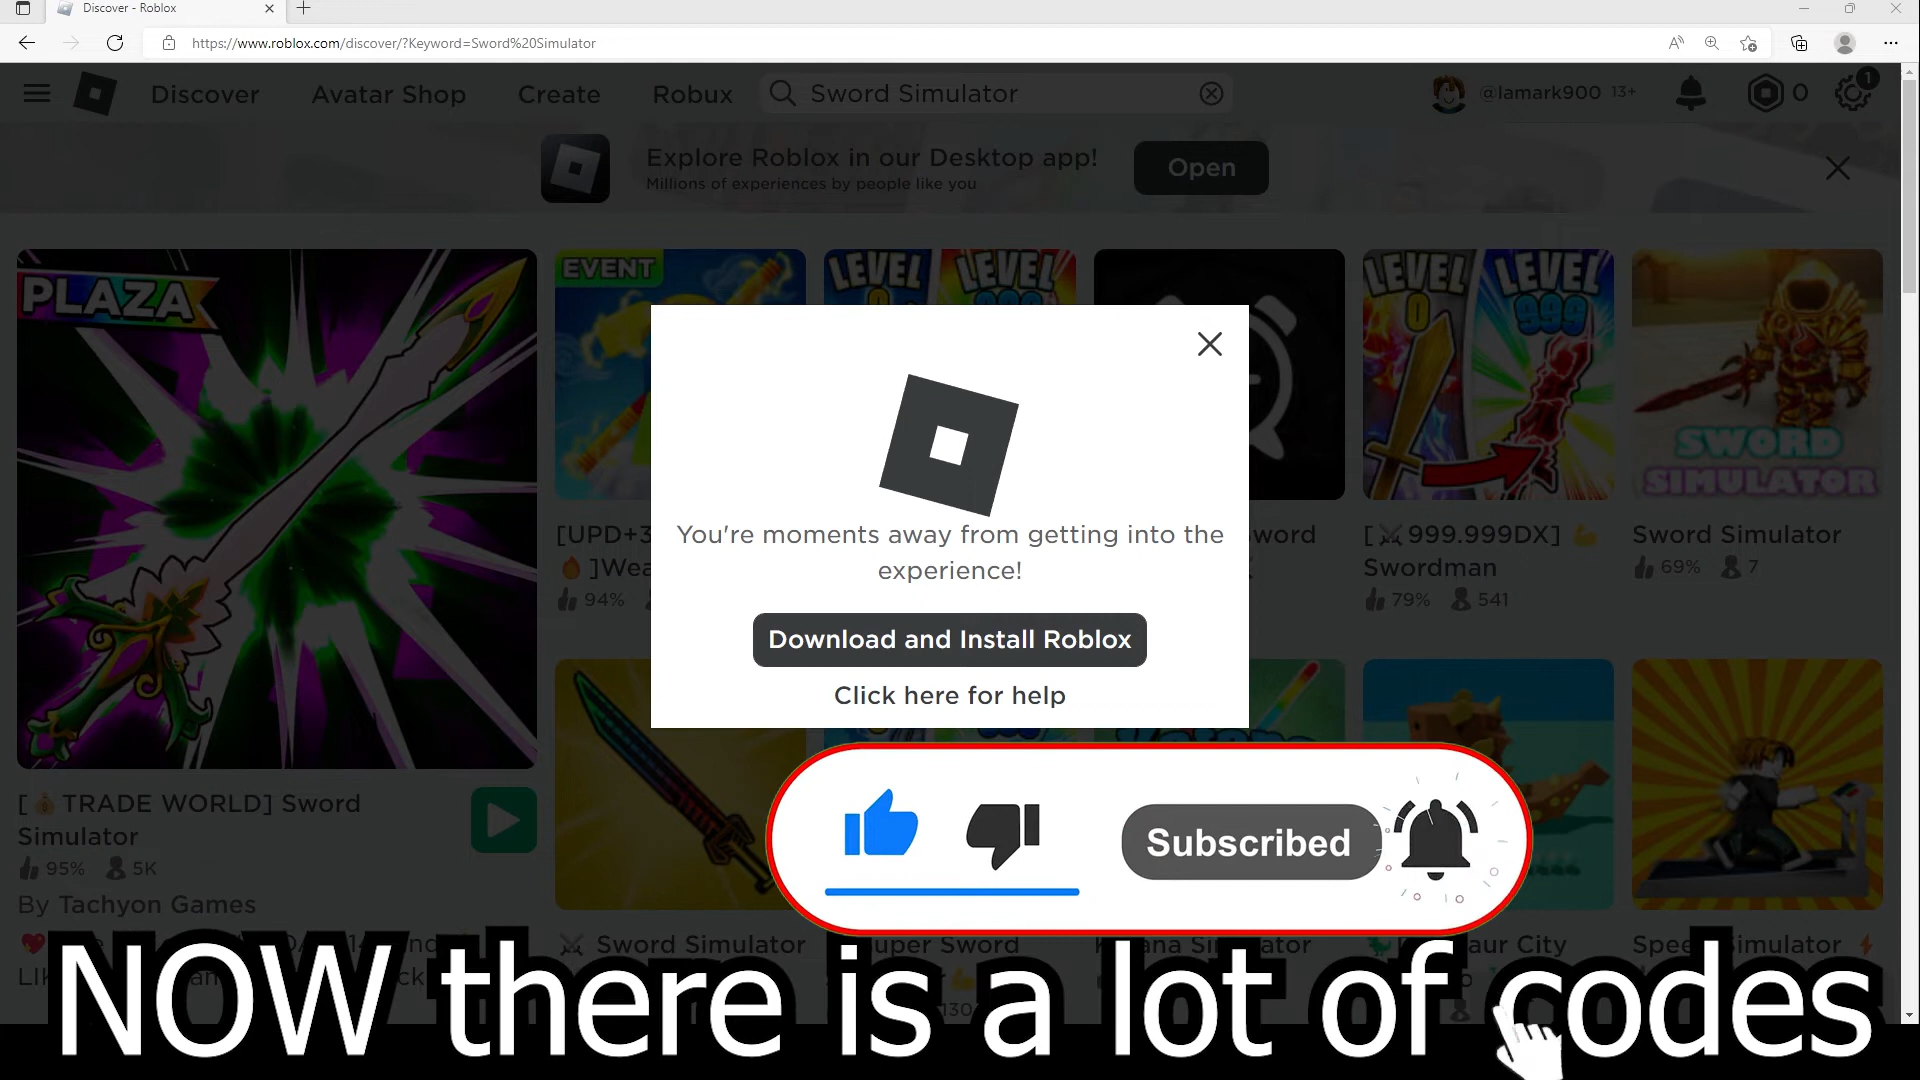 Discover - Roblox
https://www.roblox.com/discover/?Keyword=Sword%20Simulator
Discover
Avatar Shop
Create
Robux
Sword Simulator
@lamark900 13+
0
1
Explore Roblox in our Desktop app!
Millions of experiences by people like you
Open
PLAZA
EVENT
LEVEL
LEVEL
LEVEL 0
LEVEL 999
SWORD SIMULATOR
You're moments away from getting into the
experience!
Download and Install Roblox
Click here for help
[UPD+3
]Wea
94%
[⚔️999.999DX] 💪
Swordman
79% 541
Sword Simulator
69% 7
[💰TRADE WORLD] Sword
Simulator
95% 5K
By Tachyon Games
Subscribed
⚔️ Sword Simulator
NOW there is a lot of codes